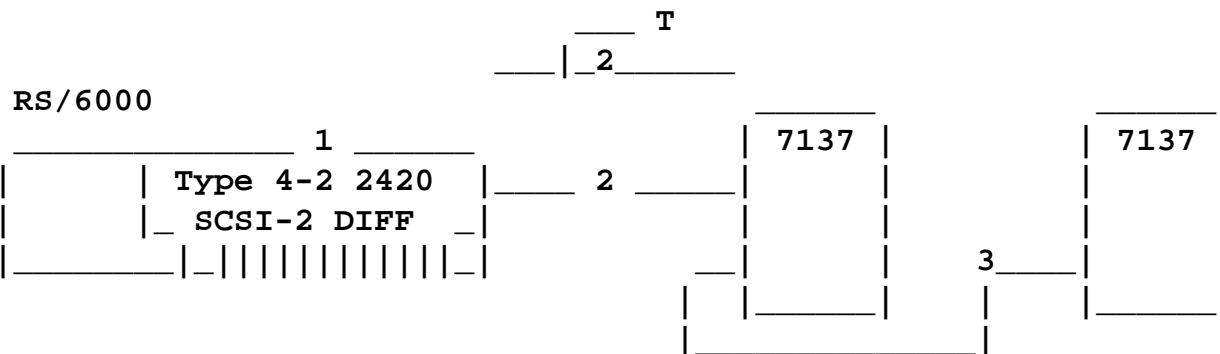 T
2
RS/6000
1 7137 7137
Type 4-2 2420 2
SCSI-2 DIFF
3